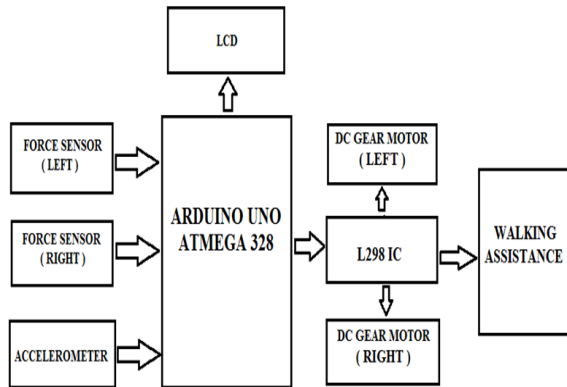 LCD
FORCE SENSOR
( LEFT )
FORCE SENSOR
( RIGHT )
ACCELEROMETER
ARDUINO UNO
ATMEGA 328
DC GEAR MOTOR
( LEFT )
L298 IC
DC GEAR MOTOR
( RIGHT )
WALKING
ASSISTANCE